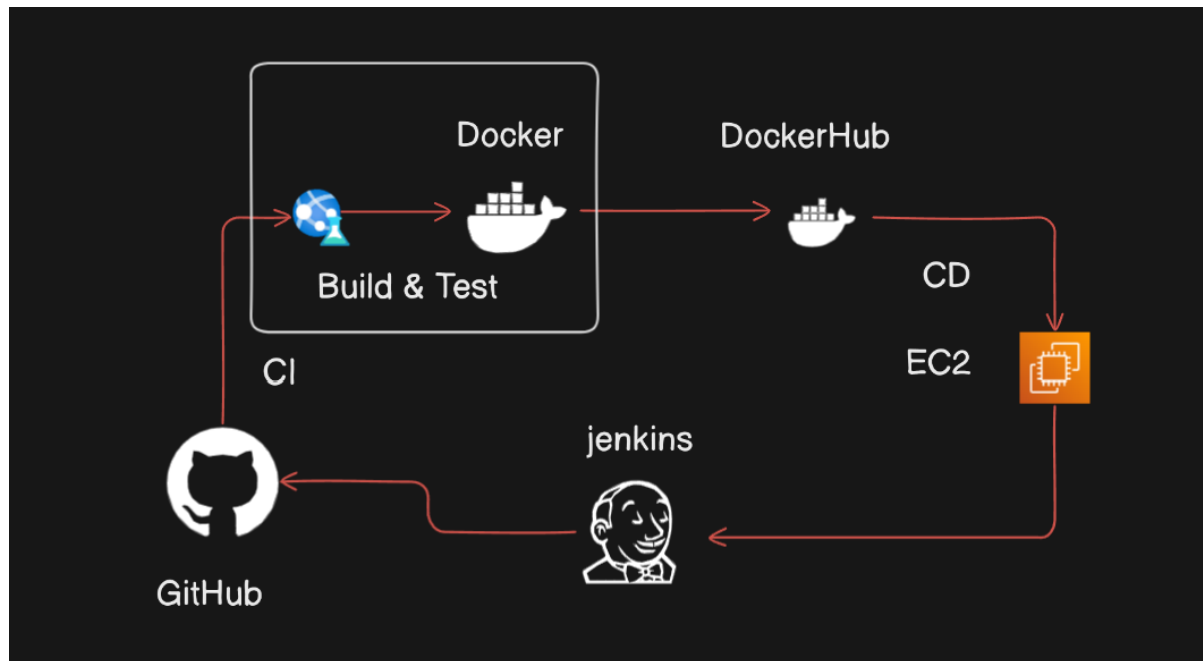 Docker
DockerHub
Build & Test
CD
CI
EC2
jenkins
GitHub